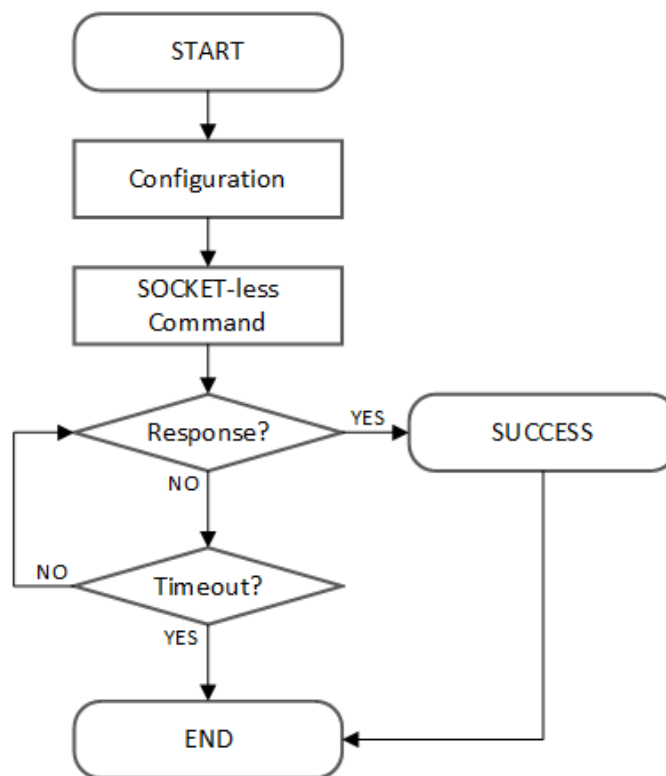 START
Configuration
SOCKET-less
Command
Response?
YES
SUCCESS
NO
NO
Timeout?
YES
END